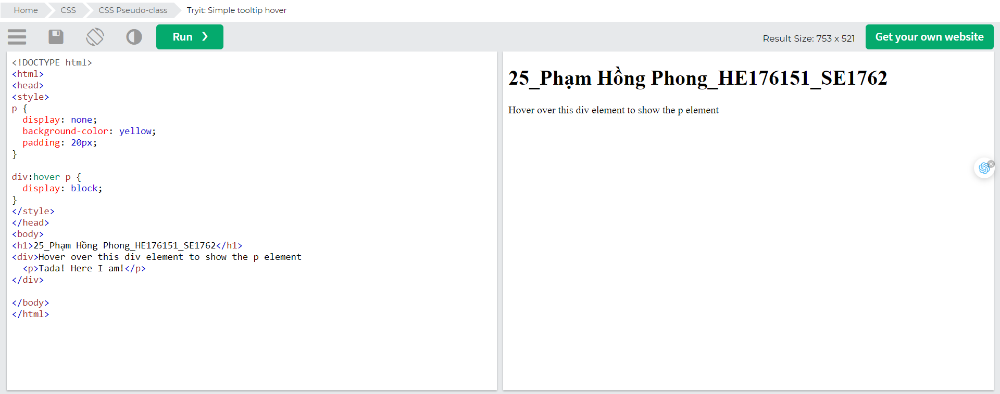 Home CSS CSS Pseudo-class Tryit: Simple tooltip hover
Run ❯ Result Size: 753 x 521 Get your own website
<!DOCTYPE html>
<html>
<head>
<style>
p {
  display: none;
  background-color: yellow;
  padding: 20px;
}

div:hover p {
  display: block;
}
</style>
</head>
<body>
<h1>25_Phạm Hồng Phong_HE176151_SE1762</h1>
<div>Hover over this div element to show the p element
  <p>Tada! Here I am!</p>
</div>

</body>
</html>
25_Phạm Hồng Phong_HE176151_SE1762
Hover over this div element to show the p element